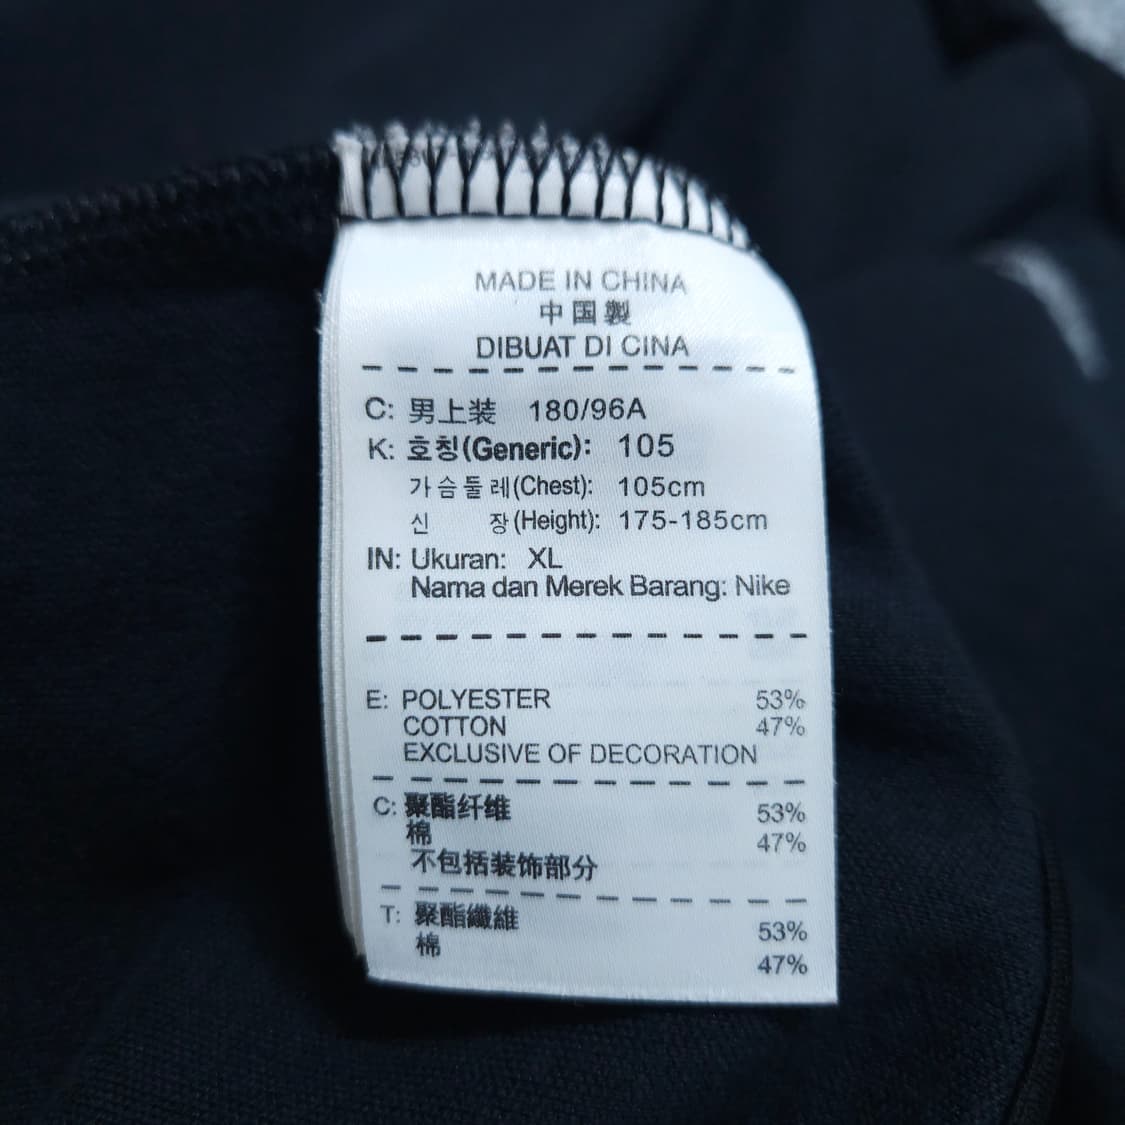 MADE IN CHINA
中国製
DIBUAT DI CINA
C: 男上装 180/96A
K: 호칭(Generic): 105
가슴둘레(Chest): 105cm
신 장(Height): 175-185cm
IN: Ukuran: XL
Nama dan Merek Barang: Nike
E: POLYESTER 53%
COTTON 47%
EXCLUSIVE OF DECORATION
C: 聚酯纤维 53%
棉 47%
不包括装饰部分
T: 聚酯纖維 53%
棉 47%